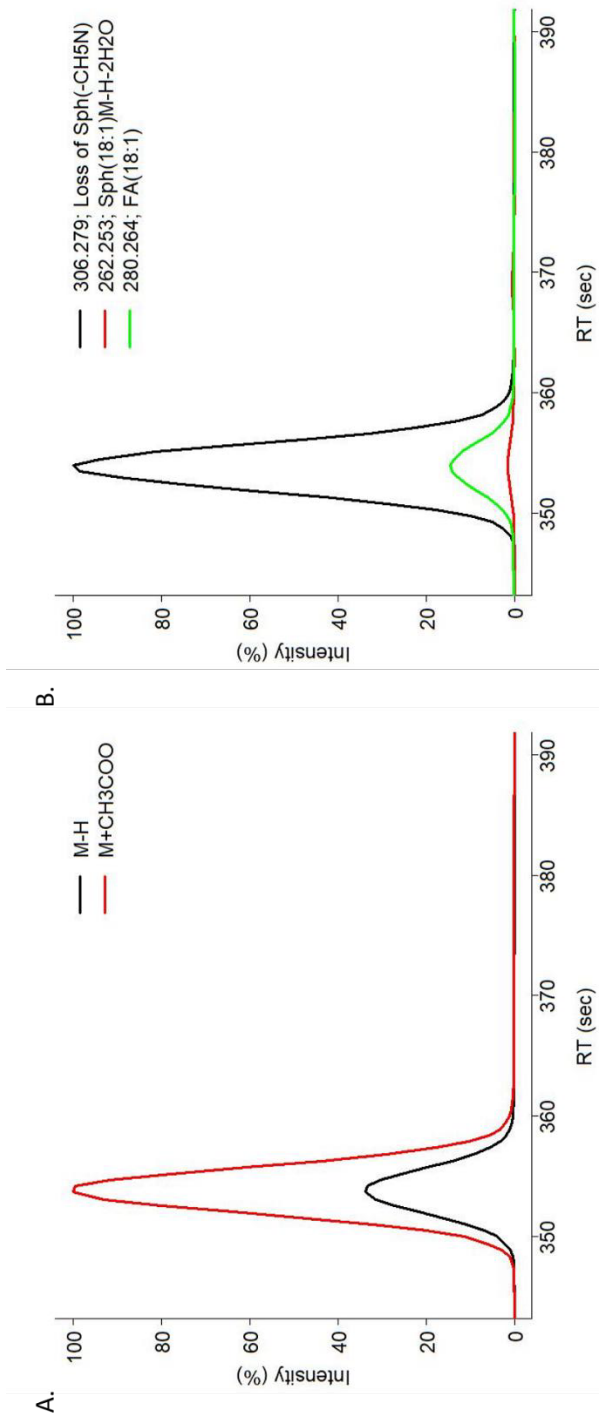 A.
M-H
M+CH3COO
Intensity (%)
100
80
60
40
20
0
350
360
370
380
390
RT (sec)
B.
306.279; Loss of Sph(-CH5N)
262.253; Sph(18:1)M-H-2H2O
280.264; FA(18:1)
Intensity (%)
100
80
60
40
20
0
350
360
370
380
390
RT (sec)